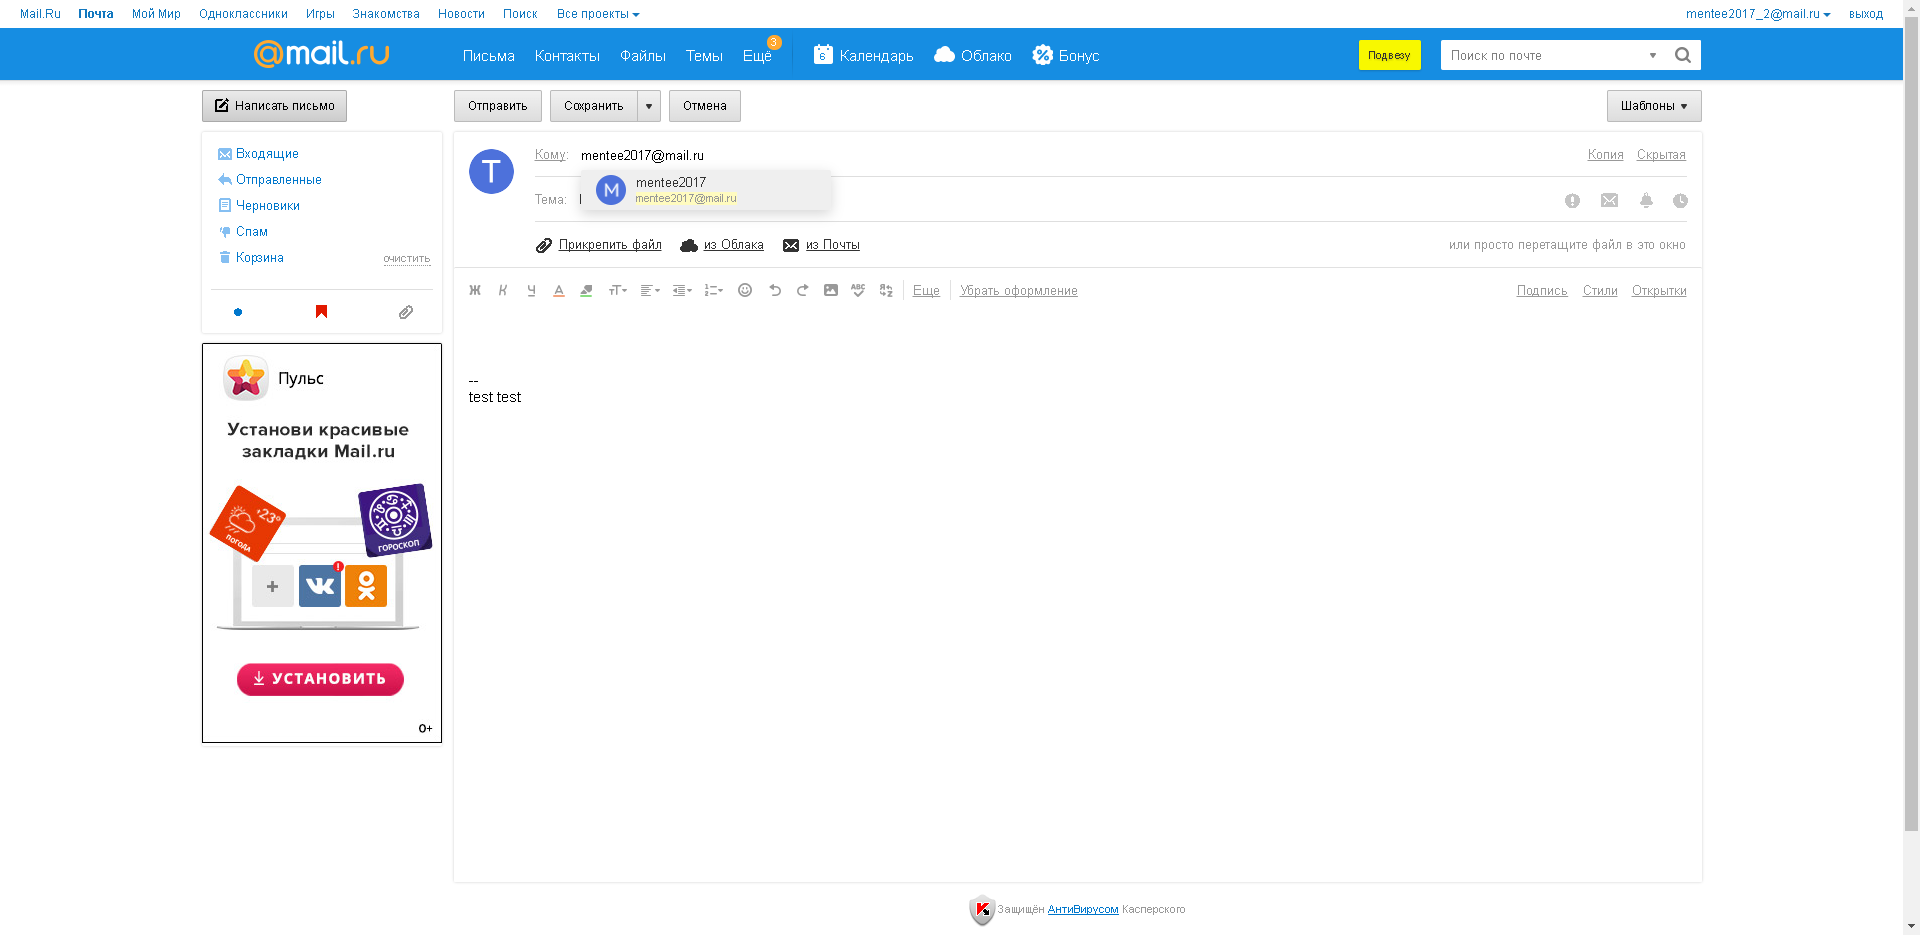 Mail.Ru Почта Мой Мир Одноклассники Игры Знакомства Новости Поиск Все проекты mentee2017_2@mail.ru выход
@mail.ru Письма Контакты Файлы Темы Ещё 3 6 Календарь Облако Бонус Подвезу Поиск по почте
Написать письмо Отправить Сохранить Отмена Шаблоны
Входящие
Отправленные
Черновики
Спам
Корзина очистить
T Кому: mentee2017@mail.ru Копия Скрытая
M mentee2017
mentee2017@mail.ru
Тема:
Прикрепить файл из Облака из Почты или просто перетащите файл в это окно
Ж К Ч А тТ ABC Еще Убрать оформление Подпись Стили Открытки
--
test test
Пульс
Установи красивые
закладки Mail.ru
+23°
ПОГОДА
ГОРОСКОП
УСТАНОВИТЬ
0+
Защищён АнтиВирусом Касперского